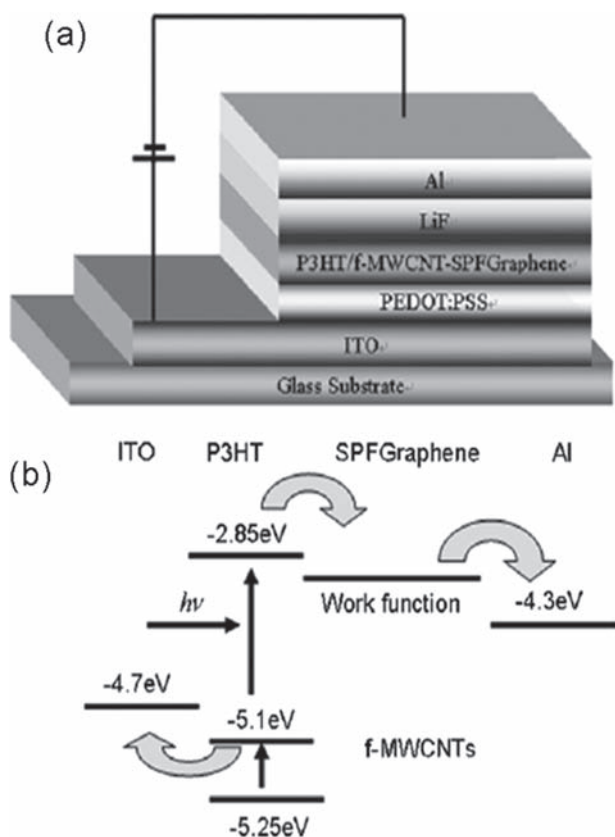 (a)
Al
LiF
P3HT/f-MWCNT-SPFGraphene
PEDOT:PSS
ITO
Glass Substrate
(b)
ITO P3HT SPFGraphene Al
-2.85eV
hν
Work function
-4.3eV
-4.7eV
-5.1eV
f-MWCNTs
-5.25eV